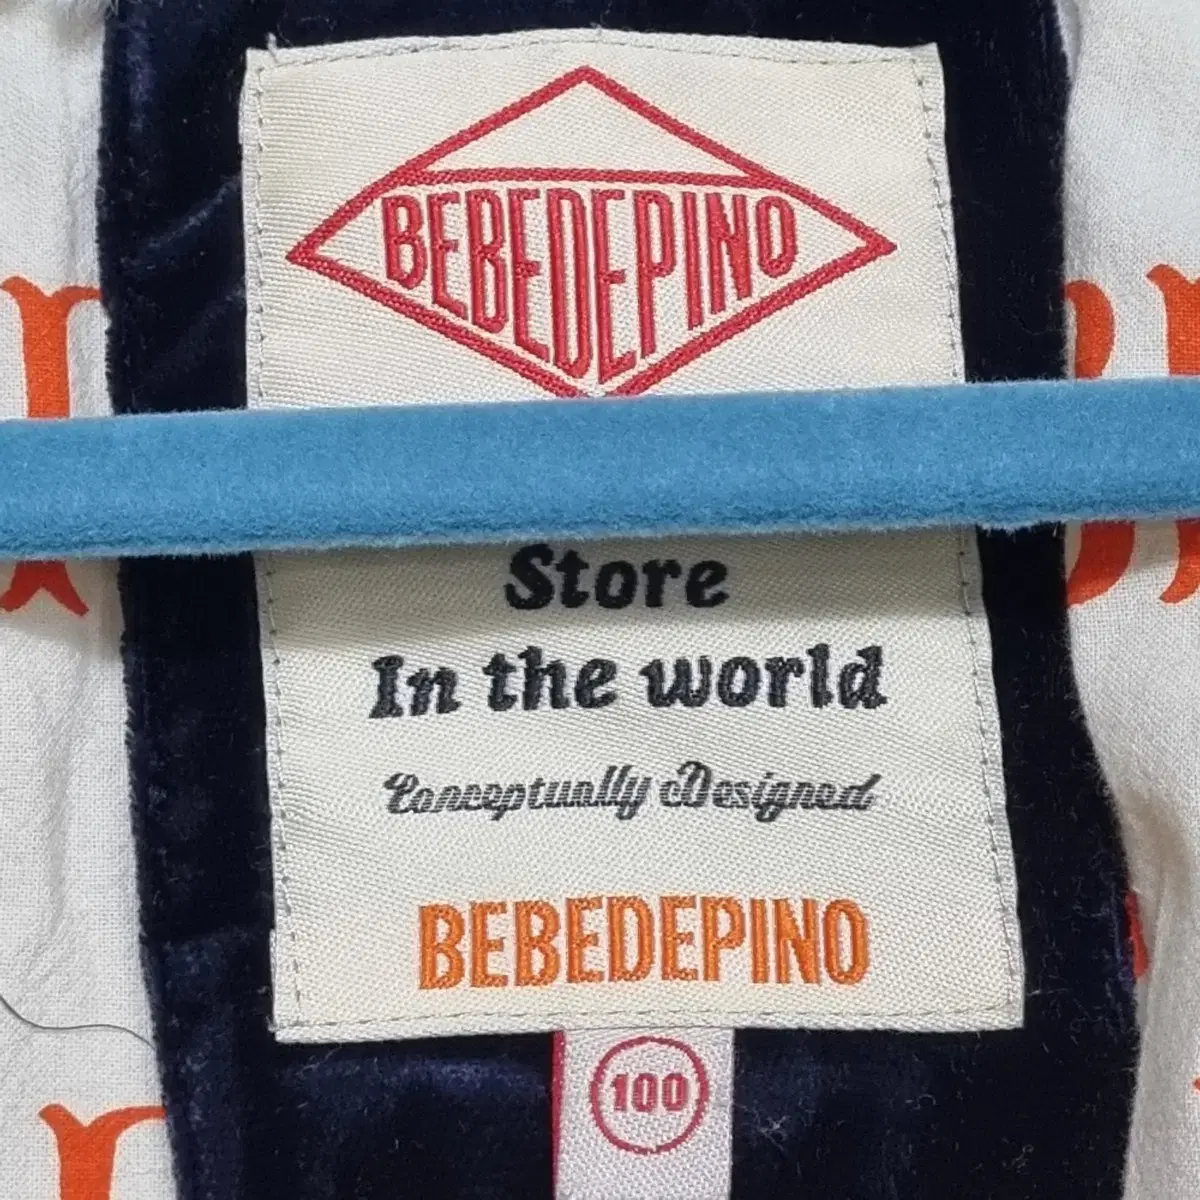 BEBEDEPINO
Store
In the world
Conceptually Designed
BEBEDEPINO
100